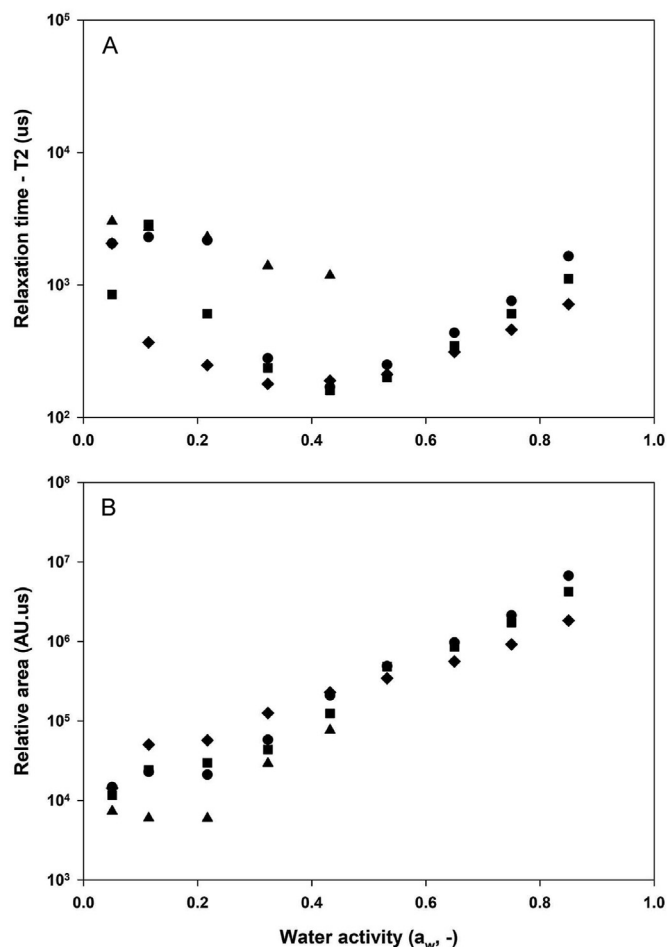 A
10⁵
10⁴
10³
10²
Relaxation time - T2 (us)
0.0 0.2 0.4 0.6 0.8 1.0
B
10⁸
10⁷
10⁶
10⁵
10⁴
10³
Relative area (AU.us)
0.0 0.2 0.4 0.6 0.8 1.0
Water activity (a_w, -)